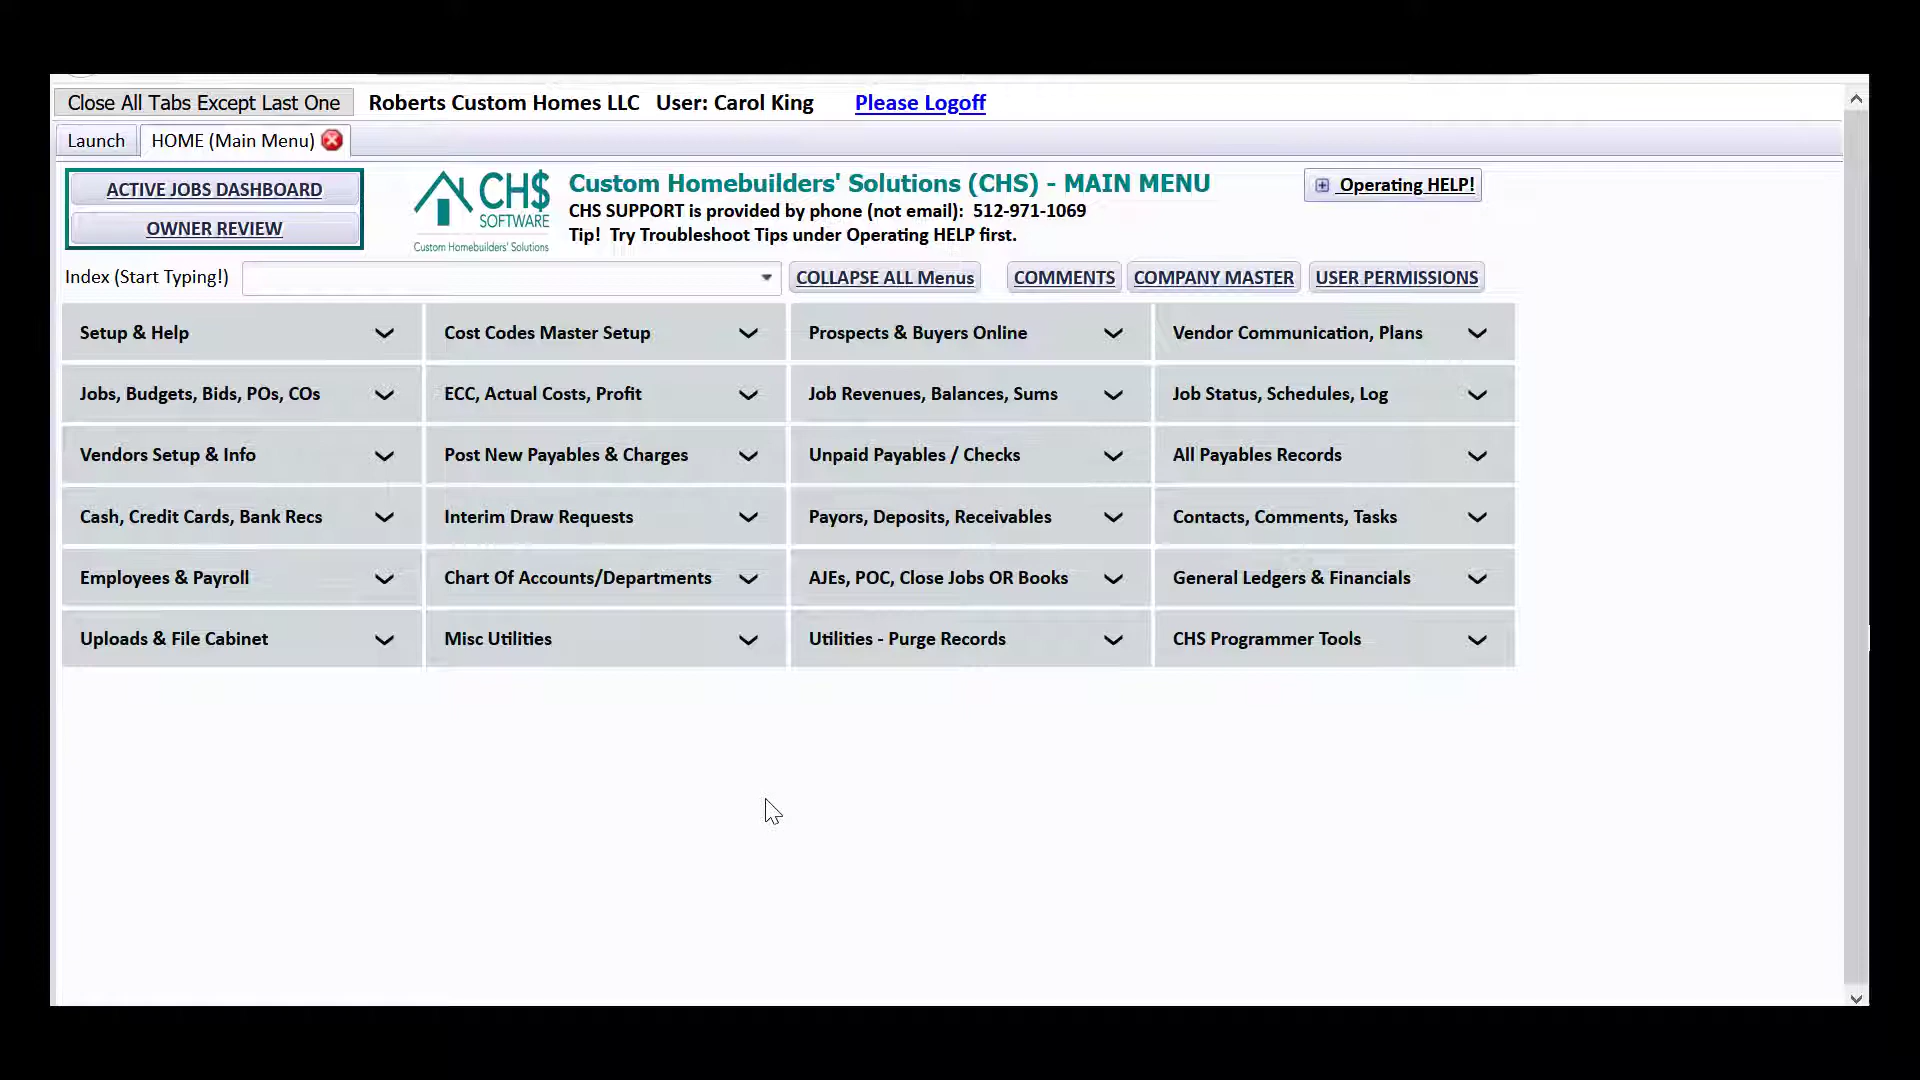 Close All Tabs Except Last One Roberts Custom Homes LLC User: Carol King Please Logoff
Launch HOME (Main Menu)
ACTIVE JOBS DASHBOARD
OWNER REVIEW
CH$
SOFTWARE
Custom Homebuilders' Solutions
Custom Homebuilders' Solutions (CHS) - MAIN MENU
CHS SUPPORT is provided by phone (not email): 512-971-1069
Tip! Try Troubleshoot Tips under Operating HELP first.
Operating HELP!
Index (Start Typing!) COLLAPSE ALL Menus COMMENTS COMPANY MASTER USER PERMISSIONS
Setup & Help Cost Codes Master Setup Prospects & Buyers Online Vendor Communication, Plans
Jobs, Budgets, Bids, POs, COs ECC, Actual Costs, Profit Job Revenues, Balances, Sums Job Status, Schedules, Log
Vendors Setup & Info Post New Payables & Charges Unpaid Payables / Checks All Payables Records
Cash, Credit Cards, Bank Recs Interim Draw Requests Payors, Deposits, Receivables Contacts, Comments, Tasks
Employees & Payroll Chart Of Accounts/Departments AJEs, POC, Close Jobs OR Books General Ledgers & Financials
Uploads & File Cabinet Misc Utilities Utilities - Purge Records CHS Programmer Tools